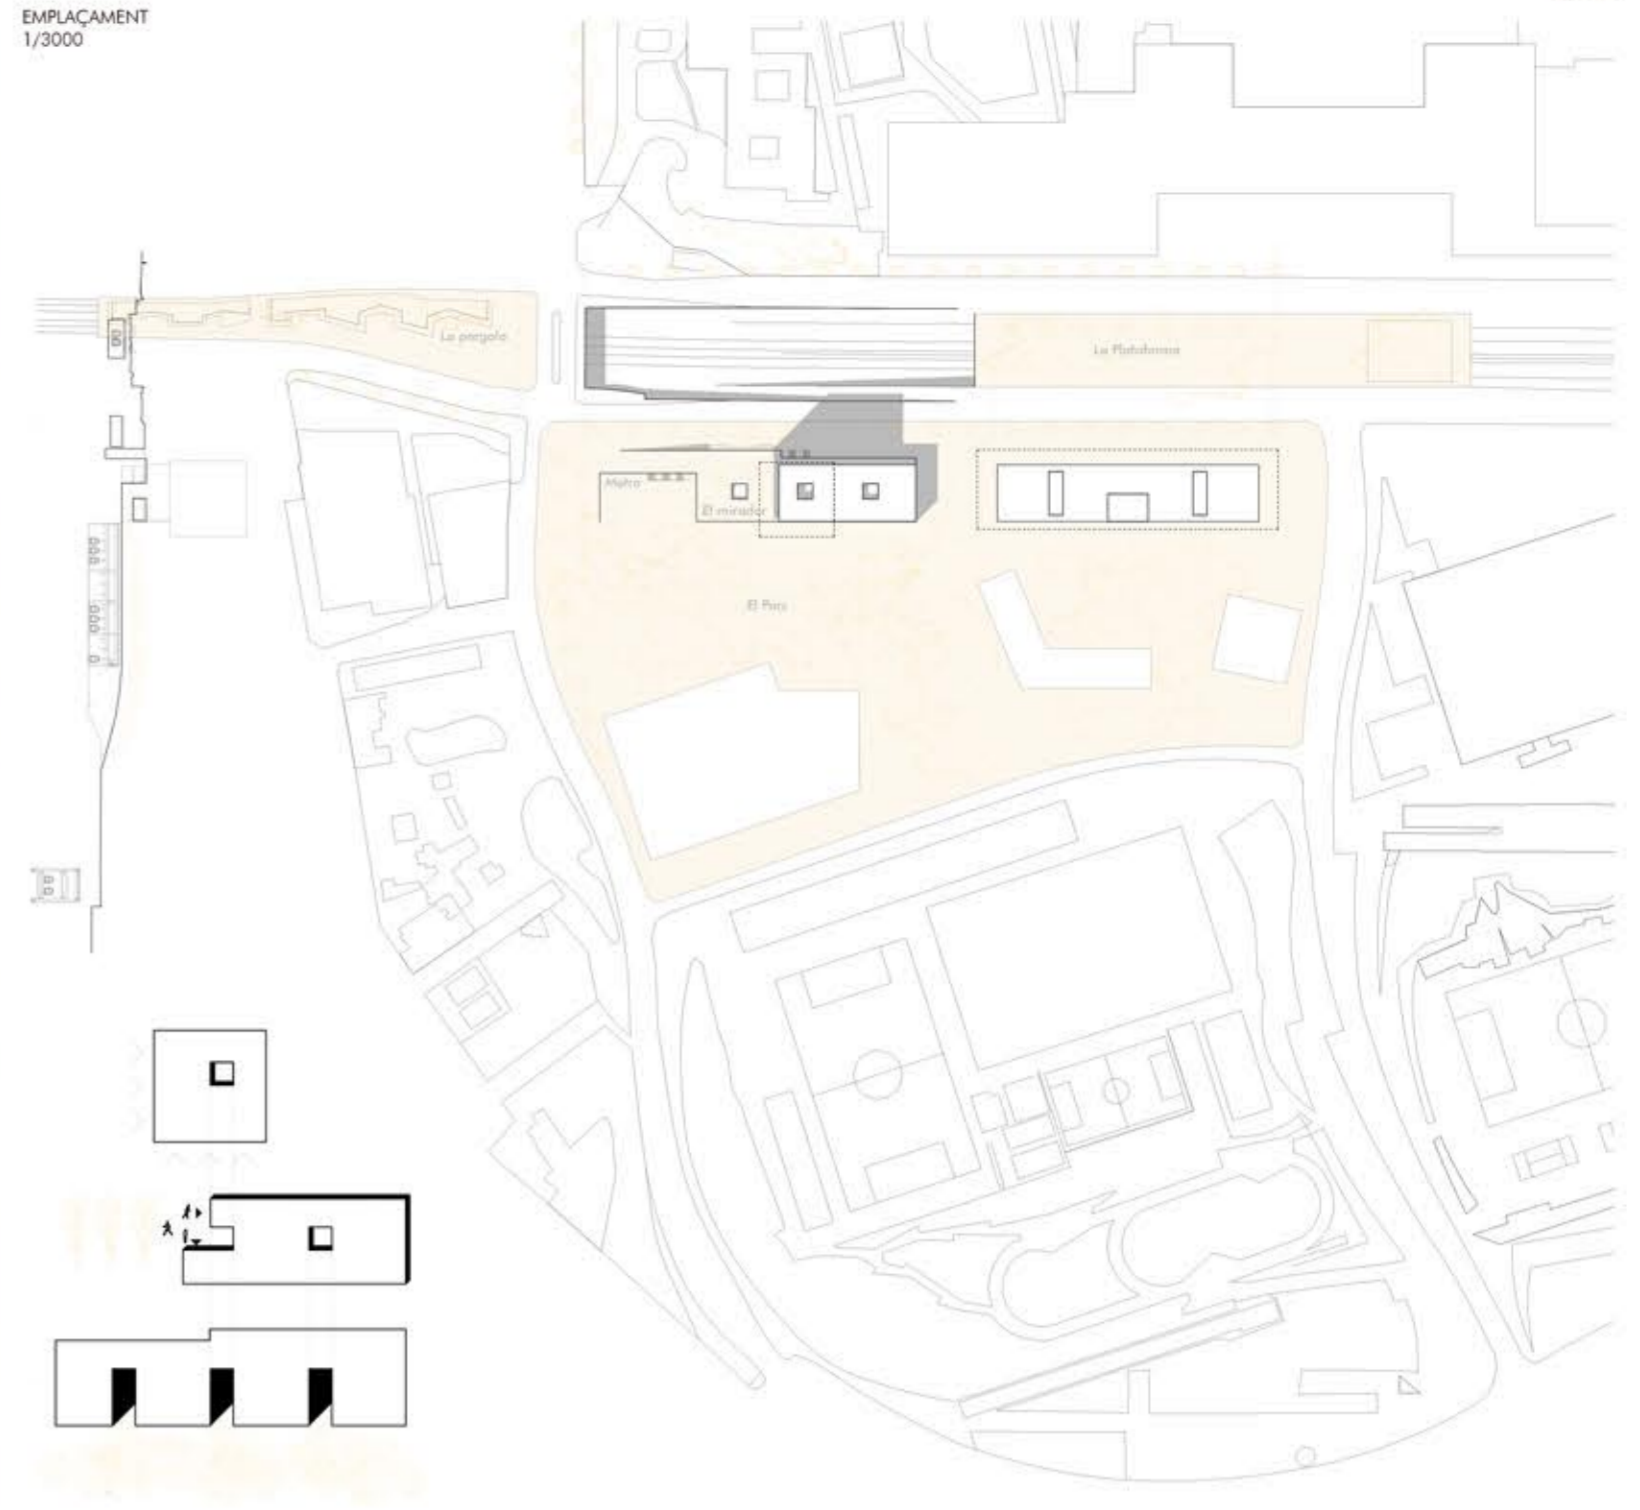 EMPLAÇAMENT
1/3000
La pergola
La Plataforma
Metro
El mirador
El Parc